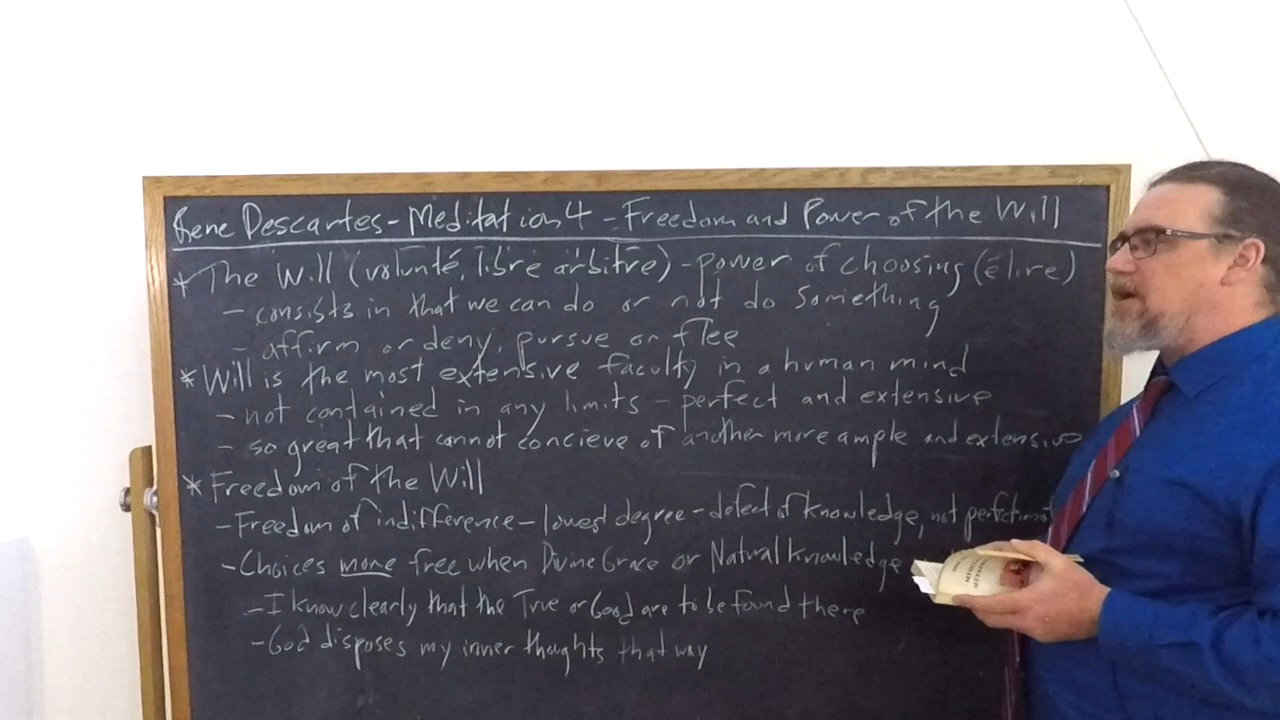 Rene Descartes - Meditation 4 - Freedom and Power of the Will
* The Will (volunté, libre arbitre) - power of choosing (élire)
- consists in that we can do or not do something
- affirm or deny, pursue or flee
* Will is the most extensive faculty in a human mind
- not contained in any limits - perfect and extensive
- so great that cannot concieve of another more ample and extensive
* Freedom of the Will
- Freedom of indifference - lowest degree - defect of knowledge, not perfection
- Choices more free when Divine Grace or Natural knowledge
- I know clearly that the True or Good are to be found there
- God disposes my inner thoughts that way